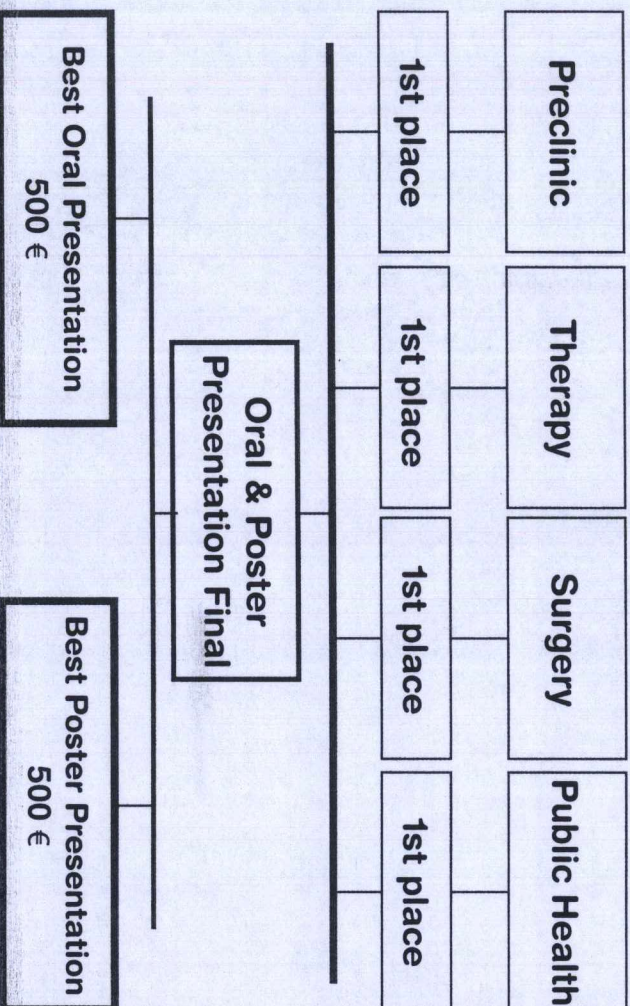 Preclinic
Therapy
Surgery
Public Health
1st place
1st place
1st place
1st place
Oral & Poster
Presentation Final
Best Oral Presentation
500 €
Best Poster Presentation
500 €